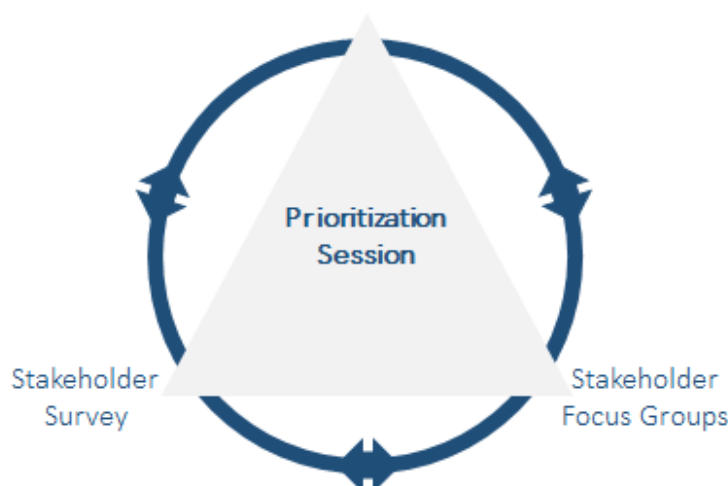 Prioritization
Session
Stakeholder
Survey
Stakeholder
Focus Groups